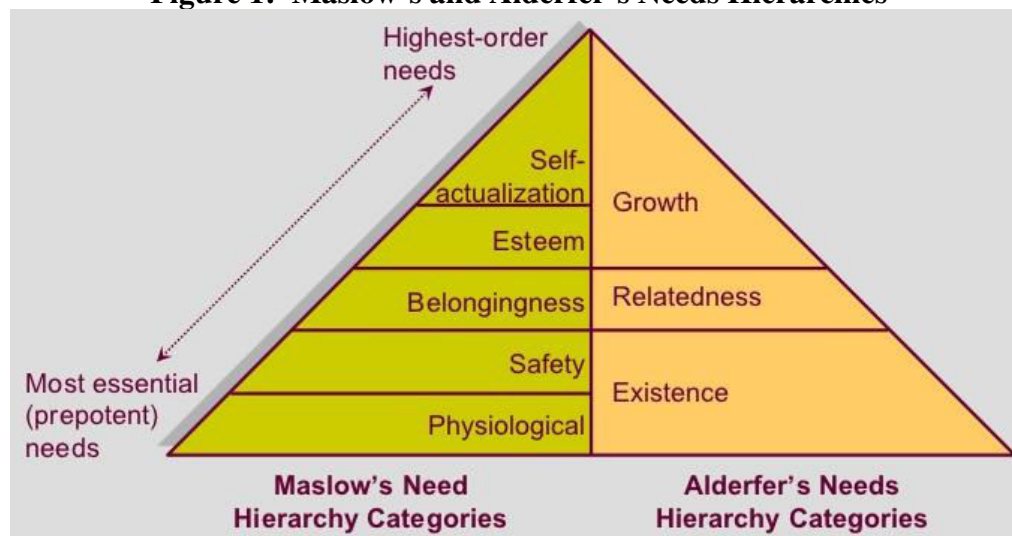 Figure 1: Maslow's and Alderfer's Needs Hierarchies
Highest-order
needs
Self-
actualization
Growth
Esteem
Belongingness
Relatedness
Safety
Existence
Physiological
Most essential
(prepotent)
needs
Maslow's Need
Hierarchy Categories
Alderfer's Needs
Hierarchy Categories